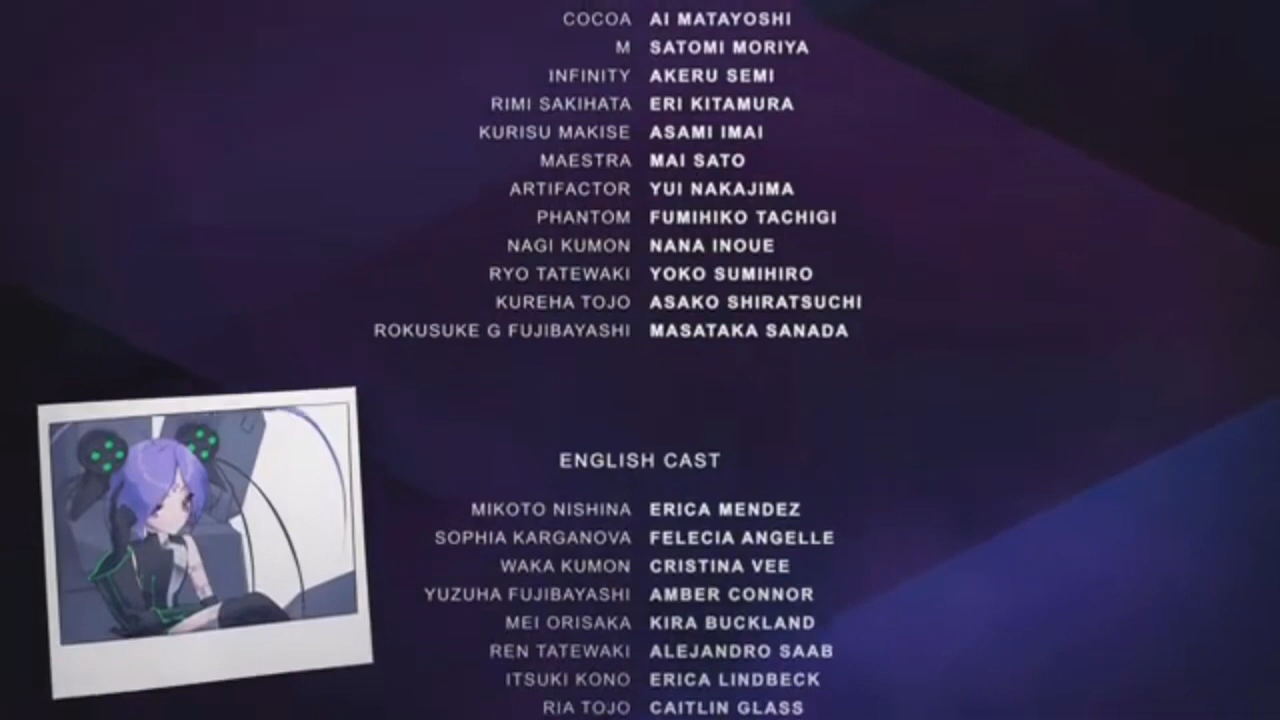 COCOA AI MATAYOSHI
M SATOMI MORIYA
INFINITY AKERU SEMI
RIMI SAKIHATA ERI KITAMURA
KURISU MAKISE ASAMI IMAI
MAESTRA MAI SATO
ARTIFACTOR YUI NAKAJIMA
PHANTOM FUMIHIKO TACHIGI
NAGI KUMON NANA INOUE
RYO TATEWAKI YOKO SUMIHIRO
KUREHA TOJO ASAKO SHIRATSUCHI
ROKUSUKE G FUJIBAYASHI MASATAKA SANADA
ENGLISH CAST
MIKOTO NISHINA ERICA MENDEZ
SOPHIA KARGANOVA FELECIA ANGELLE
WAKA KUMON CRISTINA VEE
YUZUHA FUJIBAYASHI AMBER CONNOR
MEI ORISAKA KIRA BUCKLAND
REN TATEWAKI ALEJANDRO SAAB
ITSUKI KONO ERICA LINDBECK
RIA TOJO CAITLIN GLASS